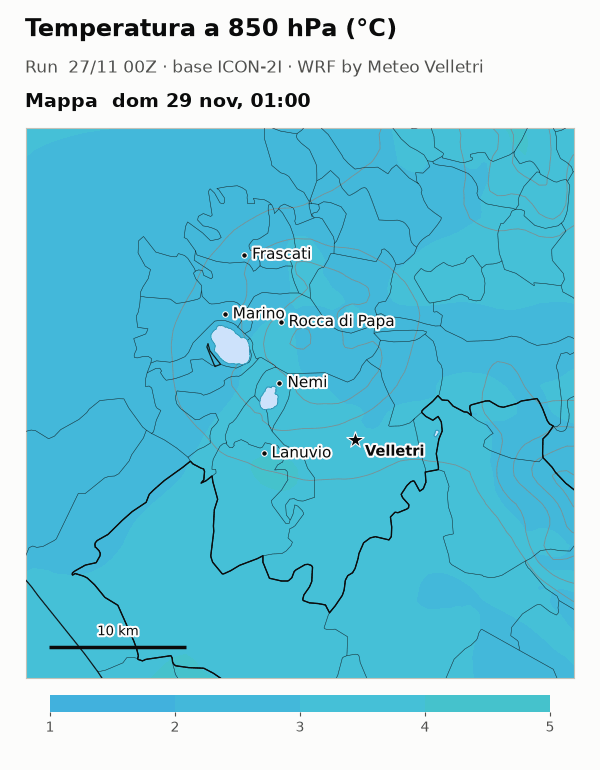 Temperatura a 850 hPa (°C)
Run  27/11 00Z · base ICON-2I · WRF by Meteo Velletri
Mappa  dom 29 nov, 01:00
Frascati
Marino
Rocca di Papa
Nemi
Velletri
Lanuvio
10 km
1 2 3 4 5